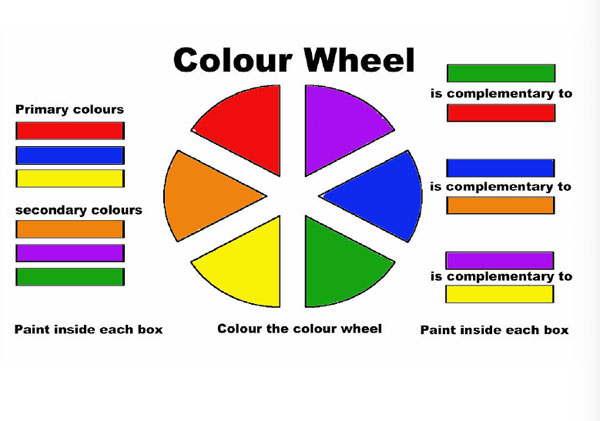 Colour Wheel
Primary colours
secondary colours
Paint inside each box
Colour the colour wheel
is complementary to
is complementary to
is complementary to
Paint inside each box